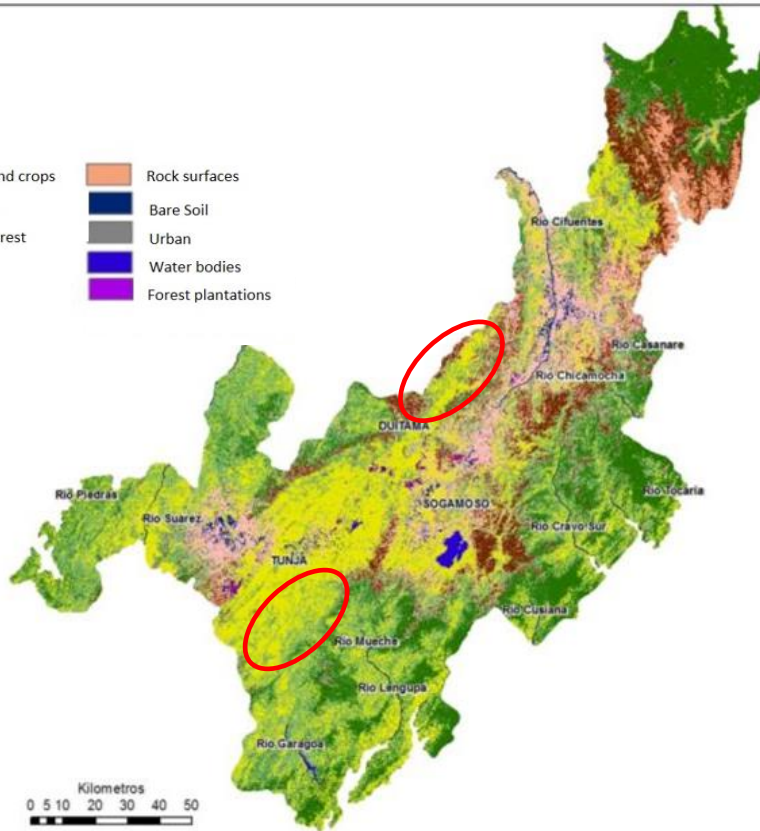 nd crops
Rock surfaces
Bare Soil
rest
Urban
Water bodies
Forest plantations
Rio Cifuentes
Rio Casanare
Rio Chicamocha
DUITAMA
Rio Piedras
Rio Tocaria
SOGAMOSO
Rio Suarez
Rio Cravo Sur
TUNJA
Rio Cusiana
Rio Mueche
Rio Lengupa
Rio Garagoa
Kilometros
0 5 10 20 30 40 50